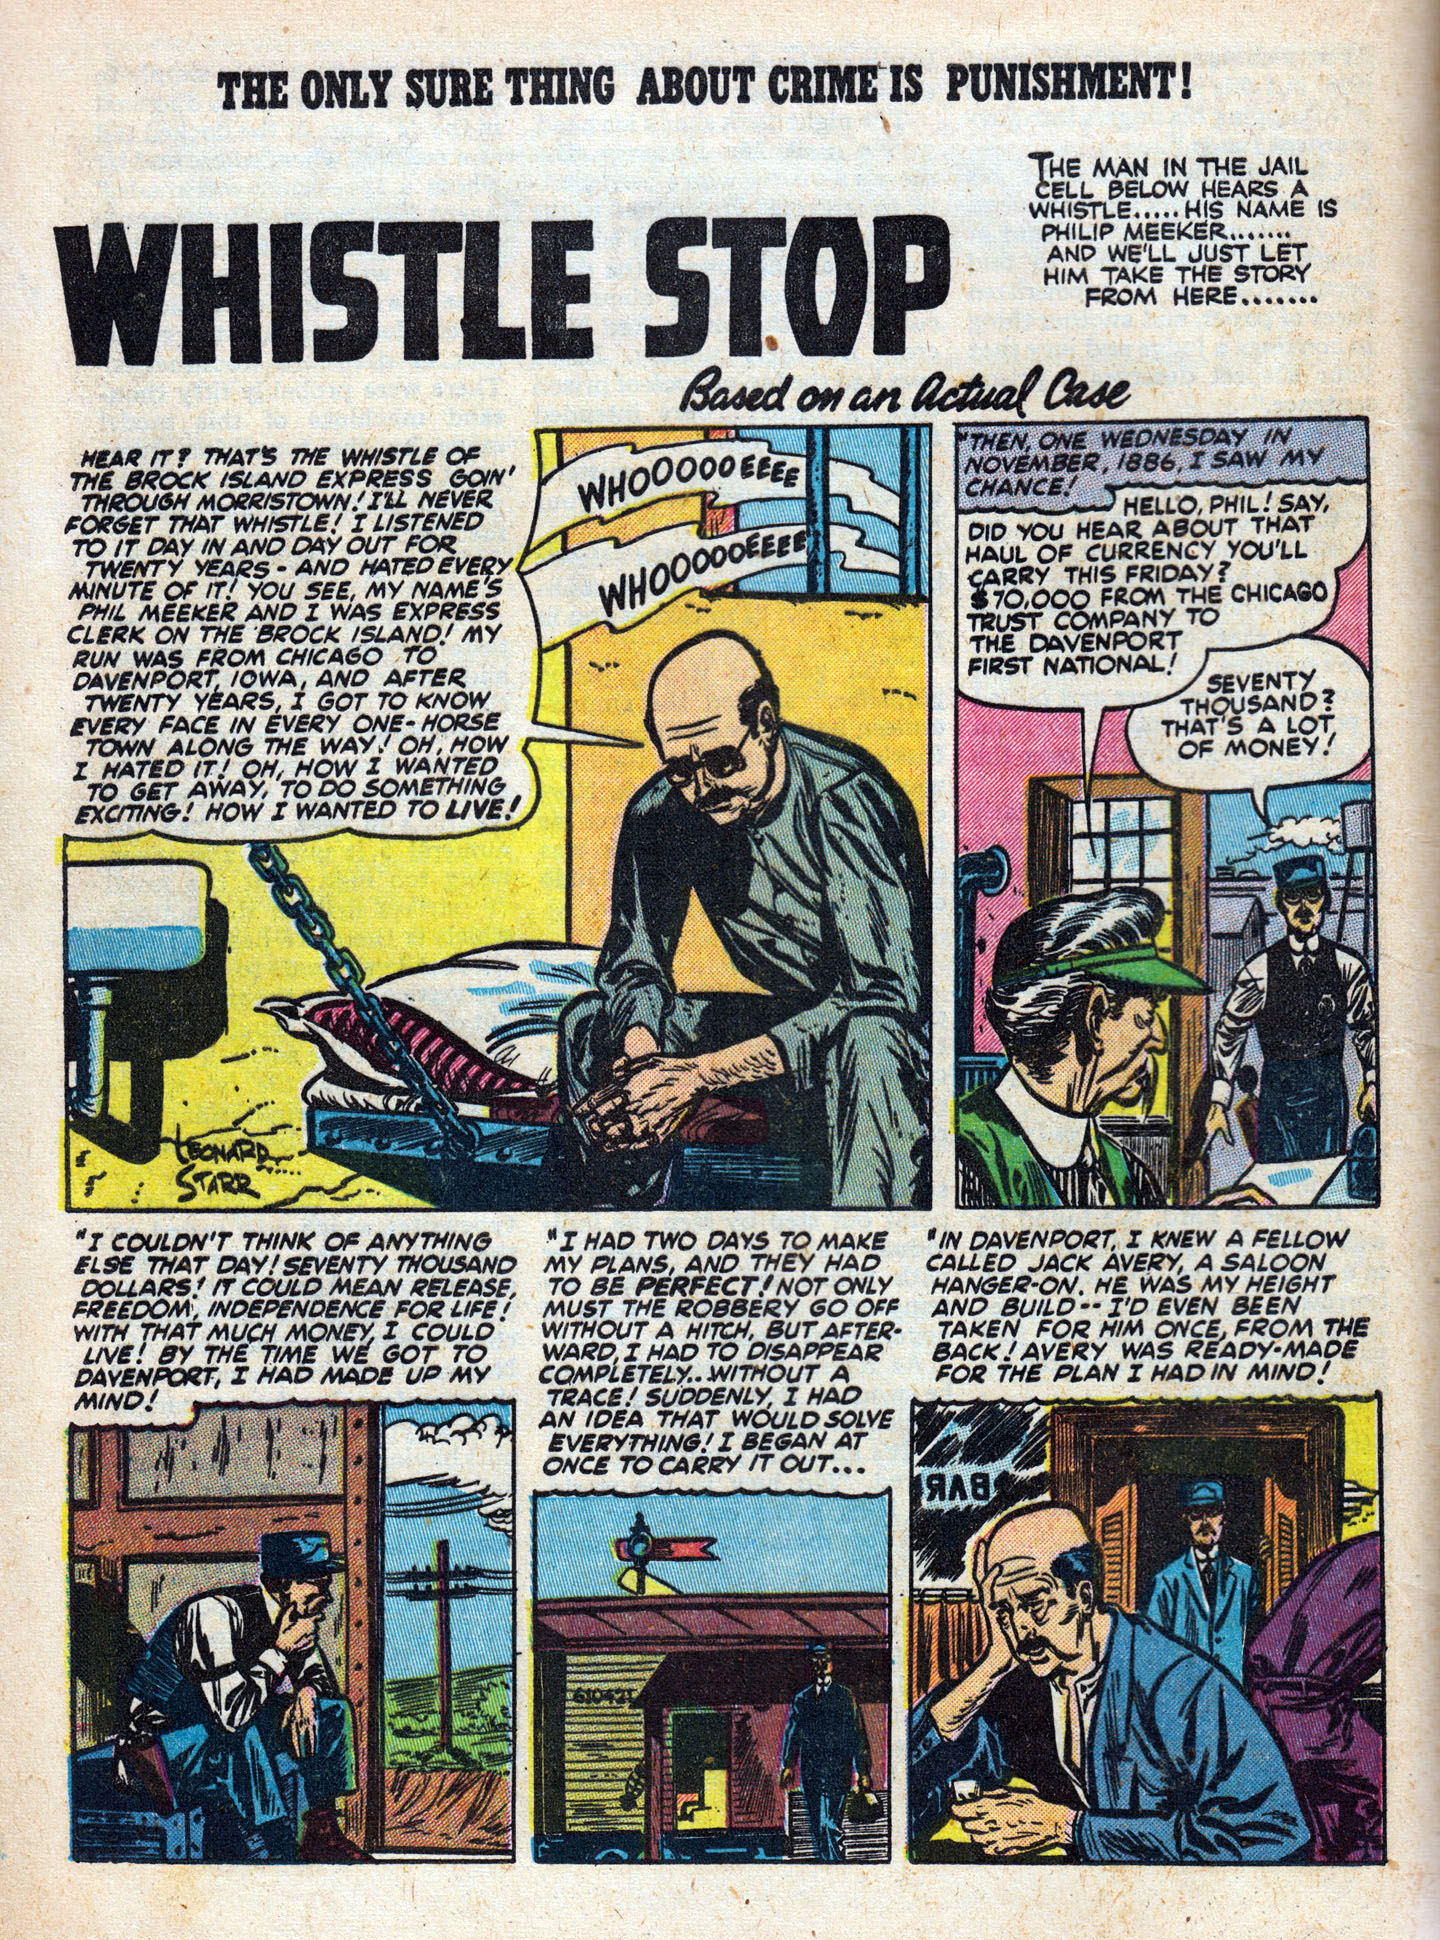 THE ONLY SURE THING ABOUT CRIME IS PUNISHMENT!
WHISTLE STOP
THE MAN IN THE JAIL
CELL BELOW HEARS A
WHISTLE.....HIS NAME IS
PHILIP MEEKER.......
AND WE'LL JUST LET
HIM TAKE THE STORY
FROM HERE.......
Based on an Actual Case
HEAR IT? THAT'S THE WHISTLE OF
THE BROCK ISLAND EXPRESS GOIN'
THROUGH MORRISTOWN! I'LL NEVER
FORGET THAT WHISTLE! I LISTENED
TO IT DAY IN AND DAY OUT FOR
TWENTY YEARS - AND HATED EVERY
MINUTE OF IT! YOU SEE, MY NAME'S
PHIL MEEKER AND I WAS EXPRESS
CLERK ON THE BROCK ISLAND! MY
RUN WAS FROM CHICAGO TO
DAVENPORT, IOWA, AND AFTER
TWENTY YEARS, I GOT TO KNOW
EVERY FACE IN EVERY ONE-HORSE
TOWN ALONG THE WAY! OH, HOW
I HATED IT! OH, HOW I WANTED
TO GET AWAY, TO DO SOMETHING
EXCITING! HOW I WANTED TO LIVE!
WHOOOOOEEEE
WHOOOOOOEEEE
LEONARD
STARR
"THEN, ONE WEDNESDAY IN
NOVEMBER, 1886, I SAW MY
CHANCE!
HELLO, PHIL! SAY,
DID YOU HEAR ABOUT THAT
HAUL OF CURRENCY YOU'LL
CARRY THIS FRIDAY?
$70,000 FROM THE CHICAGO
TRUST COMPANY TO
THE DAVENPORT
FIRST NATIONAL!
SEVENTY
THOUSAND?
THAT'S A LOT
OF MONEY!
"I COULDN'T THINK OF ANYTHING
ELSE THAT DAY! SEVENTY THOUSAND
DOLLARS! IT COULD MEAN RELEASE,
FREEDOM, INDEPENDENCE FOR LIFE!
WITH THAT MUCH MONEY, I COULD
LIVE! BY THE TIME WE GOT TO
DAVENPORT, I HAD MADE UP MY
MIND!
"I HAD TWO DAYS TO MAKE
MY PLANS, AND THEY HAD
TO BE PERFECT! NOT ONLY
MUST THE ROBBERY GO OFF
WITHOUT A HITCH, BUT AFTER-
WARD, I HAD TO DISAPPEAR
COMPLETELY...WITHOUT A
TRACE! SUDDENLY, I HAD
AN IDEA THAT WOULD SOLVE
EVERYTHING! I BEGAN AT
ONCE TO CARRY IT OUT...
"IN DAVENPORT, I KNEW A FELLOW
CALLED JACK AVERY, A SALOON
HANGER-ON. HE WAS MY HEIGHT
AND BUILD-- I'D EVEN BEEN
TAKEN FOR HIM ONCE, FROM THE
BACK! AVERY WAS READY-MADE
FOR THE PLAN I HAD IN MIND!
BAR